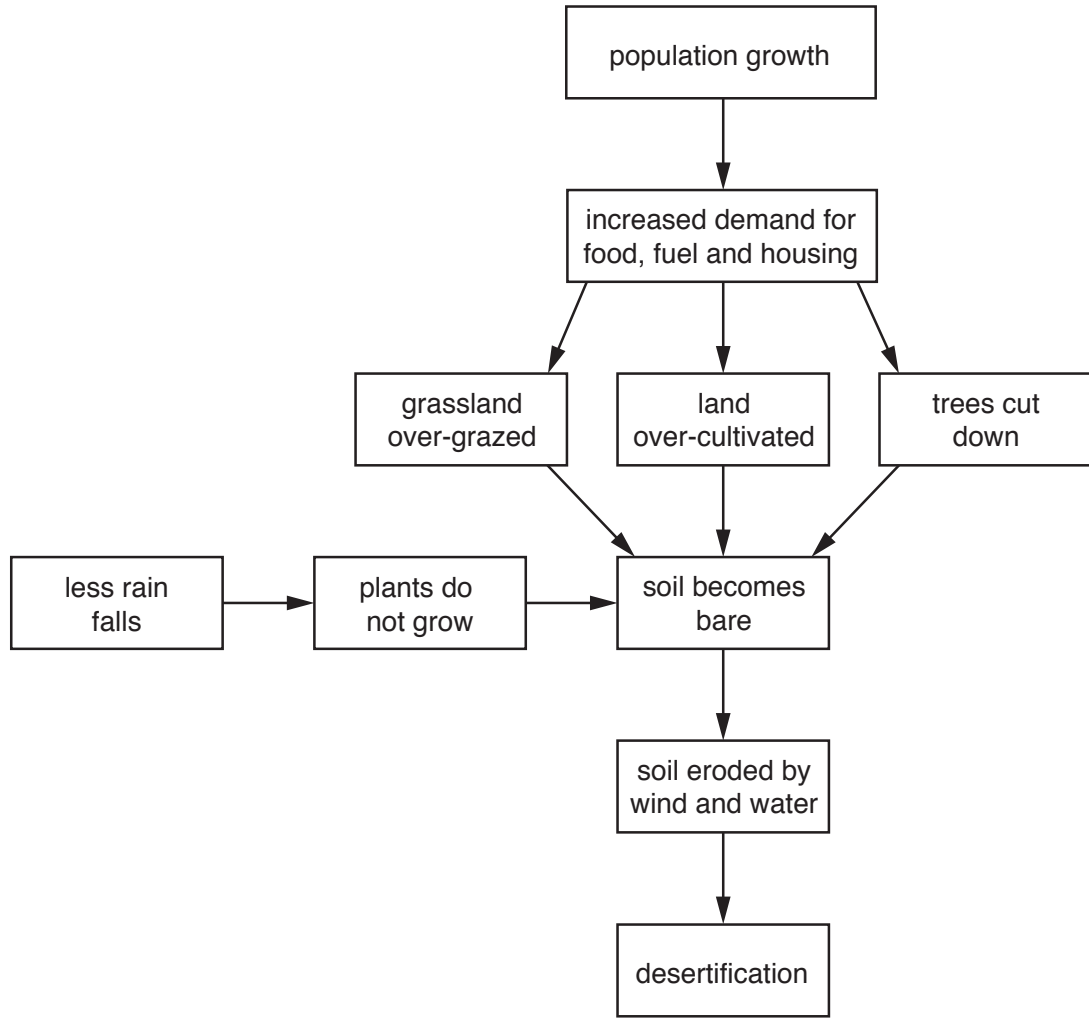 population growth
increased demand for
food, fuel and housing
grassland
over-grazed
land
over-cultivated
trees cut
down
less rain
falls
plants do
not grow
soil becomes
bare
soil eroded by
wind and water
desertification